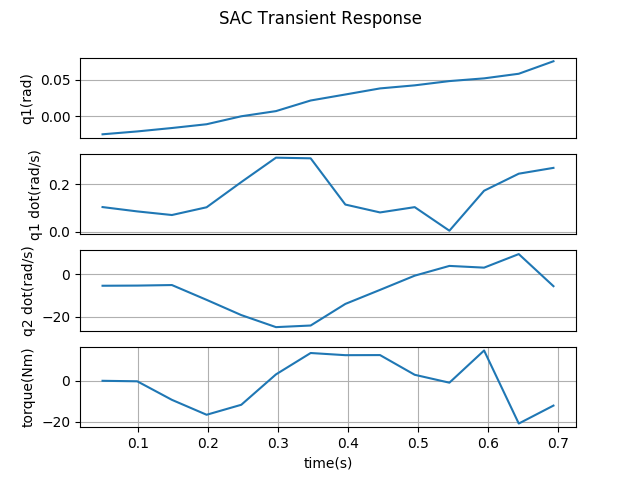 SAC Transient Response
q1(rad)
0.05
0.00
q1 dot(rad/s)
0.2
0.0
q2 dot(rad/s)
0
−20
torque(Nm)
0
−20
0.1 0.2 0.3 0.4 0.5 0.6 0.7
time(s)